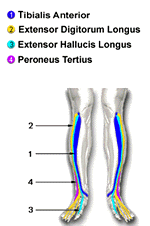 1 Tibialis Anterior
2 Extensor Digitorum Longus
3 Extensor Hallucis Longus
4 Peroneus Tertius
2
1
4
3